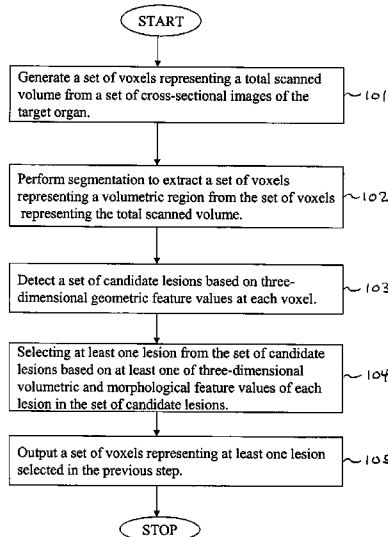 START
Generate a set of voxels representing a total scanned
volume from a set of cross-sectional images of the
target organ.
101
Perform segmentation to extract a set of voxels
representing a volumetric region from the set of voxels
representing the total scanned volume.
102
Detect a set of candidate lesions based on three-
dimensional geometric feature values at each voxel.
103
Selecting at least one lesion from the set of candidate
lesions based on at least one of three-dimensional
volumetric and morphological feature values of each
lesion in the set of candidate lesions.
104
Output a set of voxels representing at least one lesion
selected in the previous step.
105
STOP